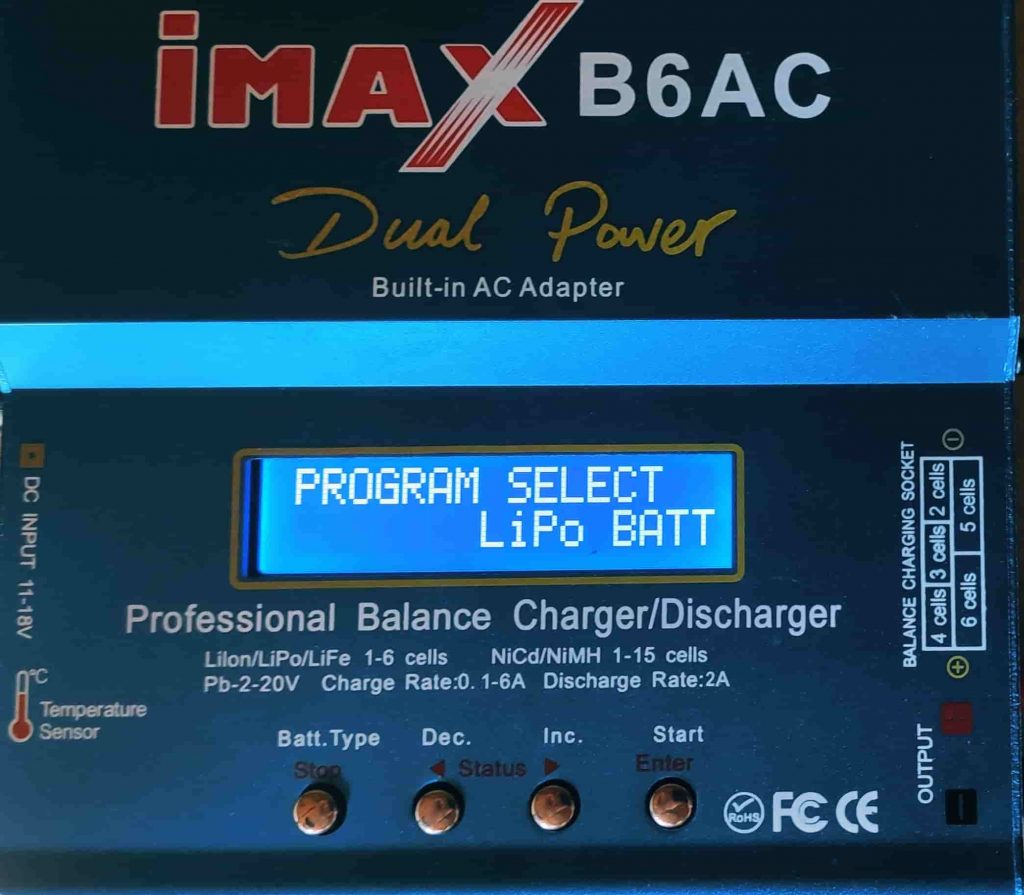 iMAX B6AC
Dual Power
Built-in AC Adapter
DC INPUT 11-18V
PROGRAM SELECT
LiPo BATT
BALANCE CHARGING SOCKET
4 cells 3 cells 2 cells
6 cells 5 cells
Professional Balance Charger/Discharger
LiIon/LiPo/LiFe 1-6 cells NiCd/NiMH 1-15 cells
Pb-2-20V Charge Rate:0.1-6A Discharge Rate:2A
°C
Temperature
Sensor
Batt.Type Dec. Inc. Start
Stop ◀ Status ▶ Enter
OUTPUT
RoHS FC CE